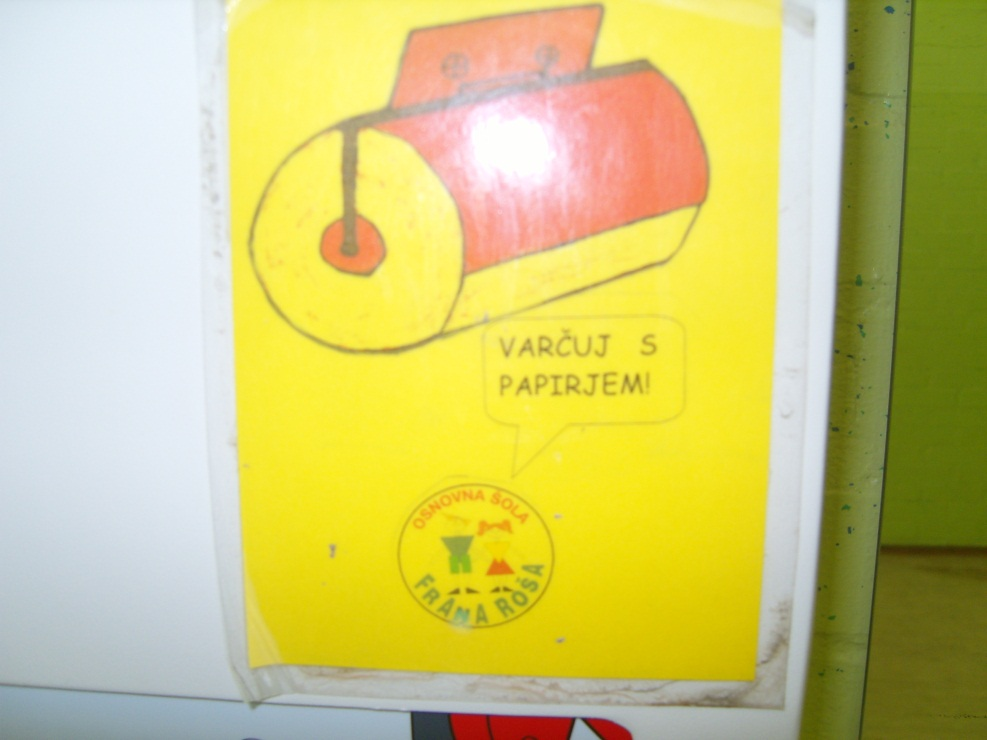 VARČUJ S
PAPIRJEM!
OSNOVNA ŠOLA
FRANA ROŠA